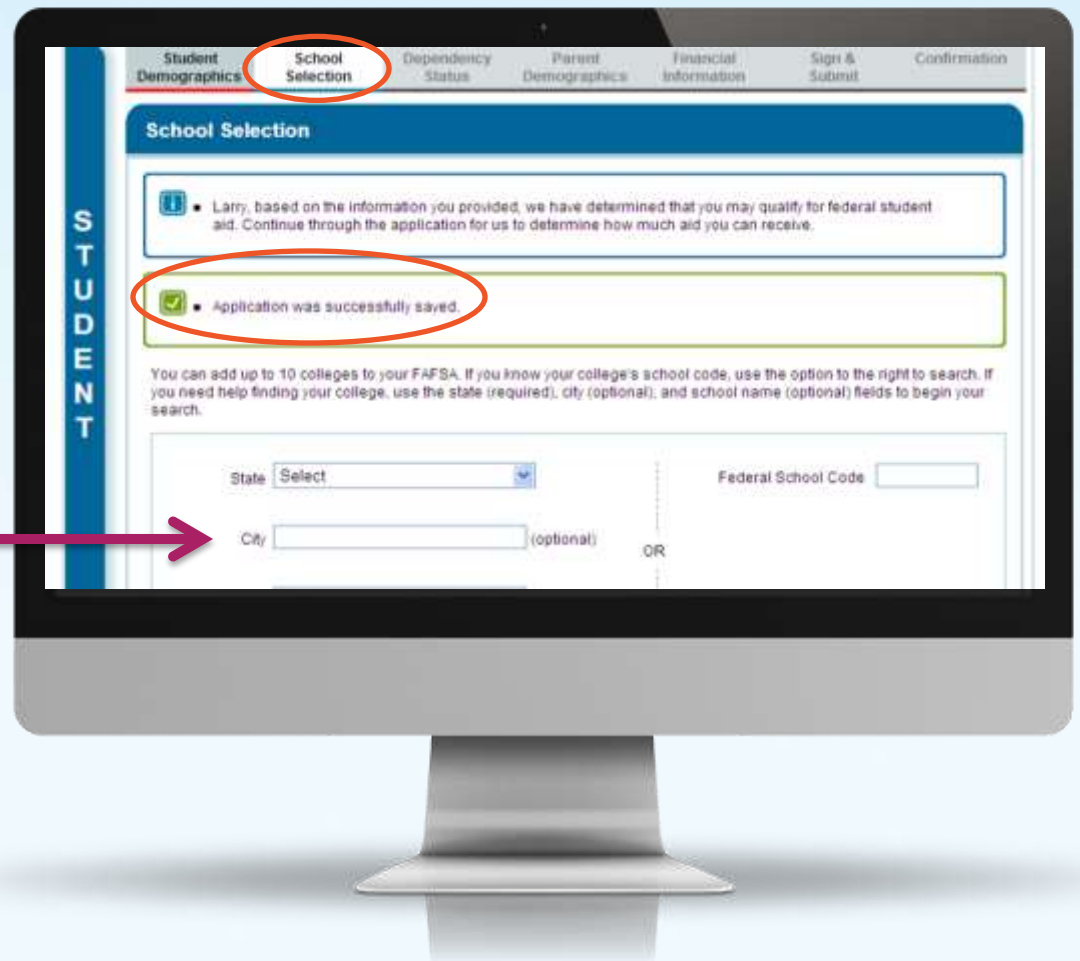 Student School Dependency Parent Financial Sign & Confirmation
Demographics Selection Status Demographics Information Submit
School Selection
STUDENT
• Larry, based on the information you provided, we have determined that you may qualify for federal student
aid. Continue through the application for us to determine how much aid you can receive.
• Application was successfully saved.
You can add up to 10 colleges to your FAFSA. If you know your college's school code, use the option to the right to search. If
you need help finding your college, use the state (required), city (optional), and school name (optional) fields to begin your
search.
State Select Federal School Code
City (optional) OR